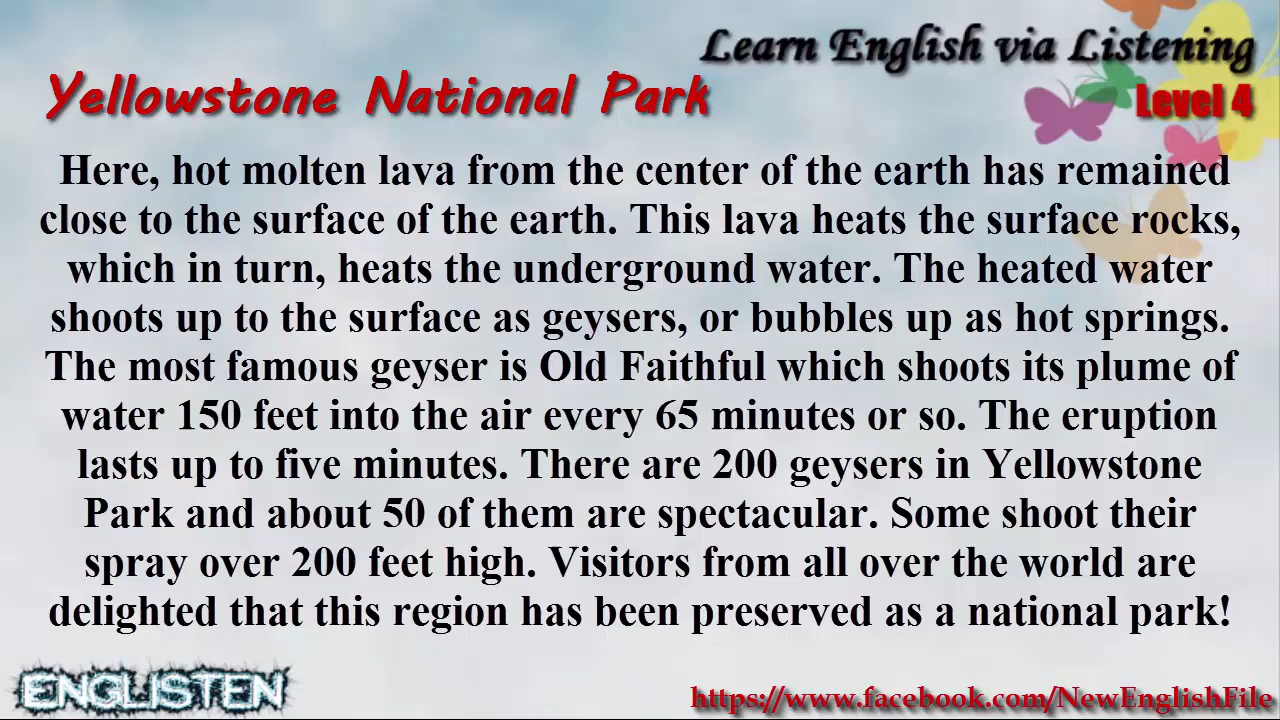 Learn English via Listening
Yellowstone National Park
Level 4
Here, hot molten lava from the center of the earth has remained
close to the surface of the earth. This lava heats the surface rocks,
which in turn, heats the underground water. The heated water
shoots up to the surface as geysers, or bubbles up as hot springs.
The most famous geyser is Old Faithful which shoots its plume of
water 150 feet into the air every 65 minutes or so. The eruption
lasts up to five minutes. There are 200 geysers in Yellowstone
Park and about 50 of them are spectacular. Some shoot their
spray over 200 feet high. Visitors from all over the world are
delighted that this region has been preserved as a national park!
ENGLISTEN
https://www.facebook.com/NewEnglishFile